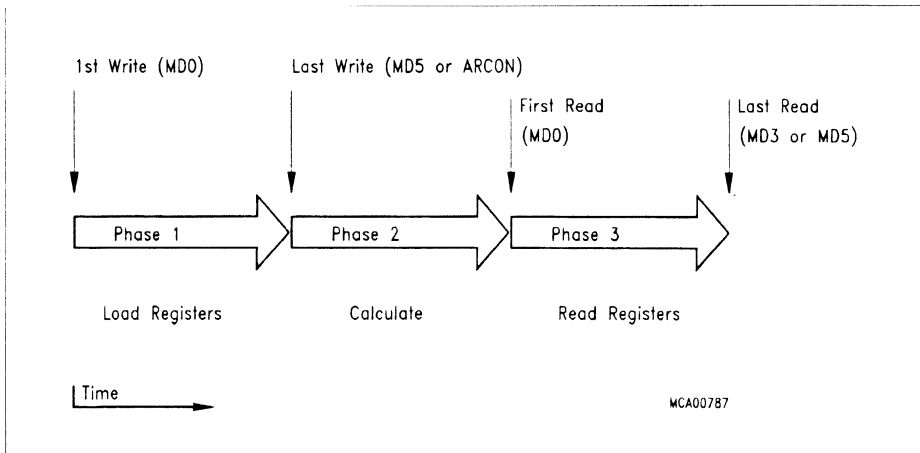 1st Write (MD0)
Last Write (MD5 or ARCON)
First Read
(MD0)
Last Read
(MD3 or MD5)
Phase 1
Phase 2
Phase 3
Load Registers
Calculate
Read Registers
Time
MCA00787